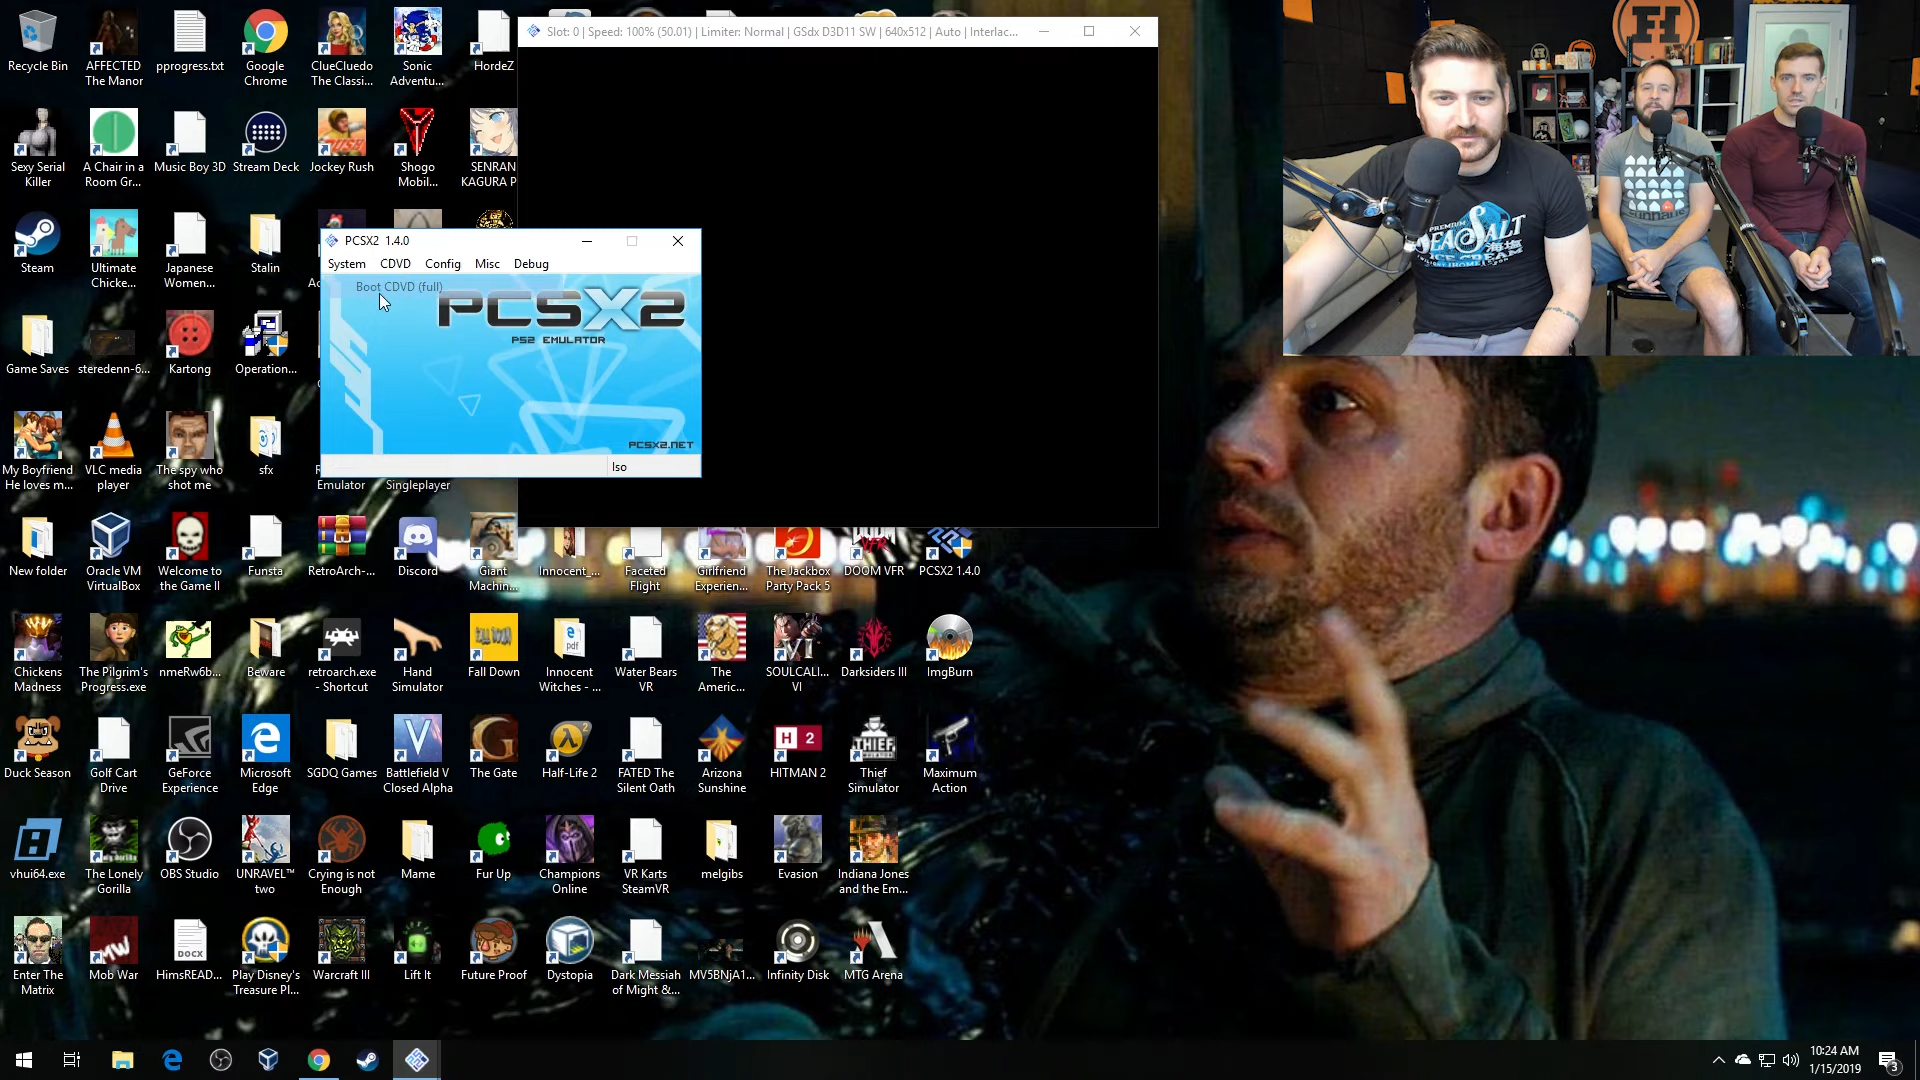 Slot: 0 | Speed: 100% (50.01) | Limiter: Normal | GSdx D3D11 SW | 640x512 | Auto | Interlac...
Recycle Bin
AFFECTED
The Manor
pprogress.txt
Google
Chrome
ClueCluedo
The Classi...
Sonic
Adventu...
HordeZ
Sexy Serial
Killer
A Chair in a
Room Gr...
Music Boy 3D
Stream Deck
Jockey Rush
Shogo
Mobil...
SENRAN
KAGURA P
PREMIUM
SEA SALT
海塩
ICE CREAM
Steam
Ultimate
Chicke...
Japanese
Women...
Stalin
PCSX2 1.4.0
System
CDVD
Config
Misc
Debug
Boot CDVD (full)
PCSX2
PS2 EMULATOR
PCSX2.NET
Iso
Game Saves
steredenn-6...
Kartong
Operation...
My Boyfriend
He loves m...
VLC media
player
The spy who
shot me
sfx
Emulator
Singleplayer
New folder
Oracle VM
VirtualBox
Welcome to
the Game II
Funsta
RetroArch-...
Discord
Giant
Machin...
Innocent_...
Faceted
Flight
Girlfriend
Experien...
The Jackbox
Party Pack 5
DOOM VFR
PCSX2 1.4.0
Chickens
Madness
The Pilgrim's
Progress.exe
nmeRw6b...
Beware
retroarch.exe
- Shortcut
Hand
Simulator
FALL DOWN
Fall Down
pdf
Innocent
Witches - ...
Water Bears
VR
The
Americ...
SOULCALI...
VI
Darksiders III
ImgBurn
Duck Season
Golf Cart
Drive
GeForce
Experience
Microsoft
Edge
SGDQ Games
Battlefield V
Closed Alpha
The Gate
Half-Life 2
FATED The
Silent Oath
Arizona
Sunshine
H 2
HITMAN 2
THIEF
Thief
Simulator
Maximum
Action
vhui64.exe
The Lonely
Gorilla
OBS Studio
UNRAVEL™
two
Crying is not
Enough
Mame
Fur Up
Champions
Online
VR Karts
SteamVR
melgibs
Evasion
Indiana Jones
and the Em...
Enter The
Matrix
MW
Mob War
DOCX
HimsREAD...
Play Disney's
Treasure Pl...
Warcraft III
Lift It
Future Proof
Dystopia
Dark Messiah
of Might &...
MV5BNjA1...
Infinity Disk
MTG Arena
10:24 AM
1/15/2019
3